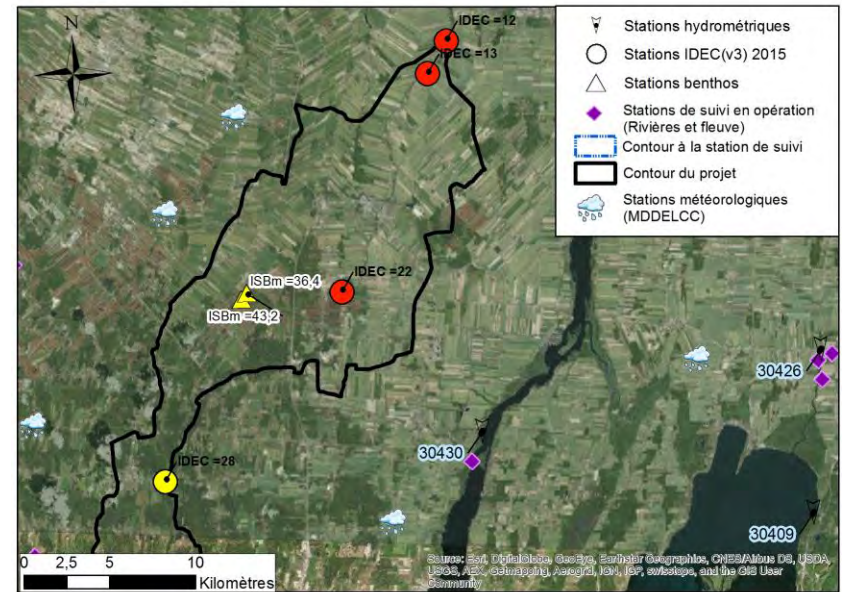 N
IDEC =12
IDEC =13
ISBm =36,4
IDEC =22
ISBm =43,2
IDEC =28
30430
30426
30409
Stations hydrométriques
Stations IDEC(v3) 2015
Stations benthos
Stations de suivi en opération
(Rivières et fleuve)
Contour à la station de suivi
Contour du projet
Stations météorologiques
(MDDELCC)
0 2,5 5 10
Kilomètres
Source: Esri, DigitalGlobe, GeoEye, Earthstar Geographics, CNES/Airbus DS, USDA,
USGS, AEX, Getmapping, Aerogrid, IGN, IGP, swisstopo, and the GIS User
Community